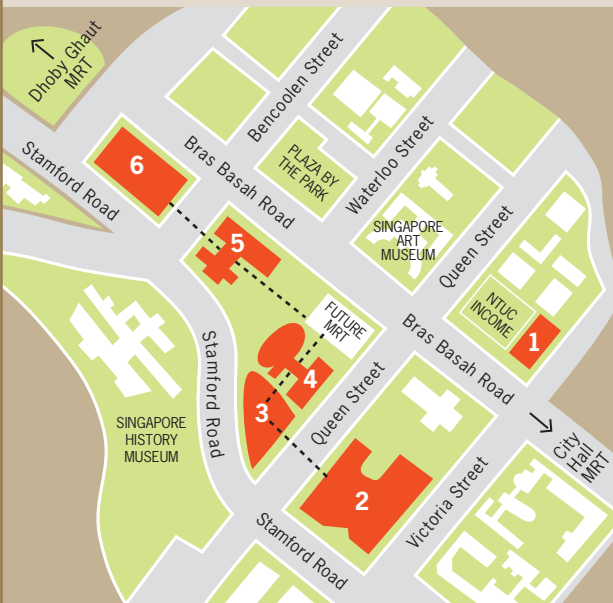 Dhoby Ghaut
MRT
Stamford Road
6
Bras Basah Road
Bencoolen Street
PLAZA BY
THE PARK
Waterloo Street
SINGAPORE
ART
MUSEUM
Queen Street
NTUC
INCOME
1
5
FUTURE
MRT
Bras Basah Road
City
Hall
MRT
Stamford Road
4
3
Queen Street
SINGAPORE
HISTORY
MUSEUM
2
Victoria Street
Stamford Road